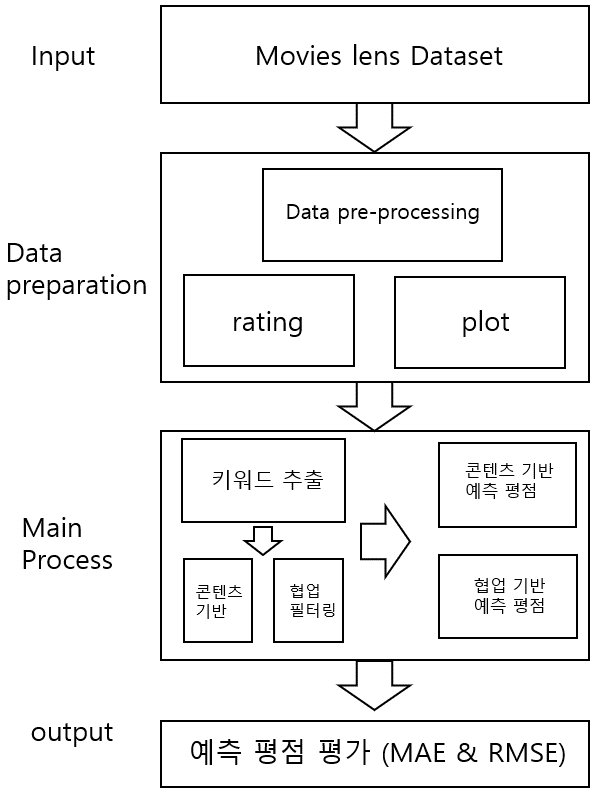 Input
Movies lens Dataset
Data
preparation
Data pre-processing
rating
plot
Main
Process
키워드 추출
콘텐츠
기반
협업
필터링
콘텐츠 기반
예측 평점
협업 기반
예측 평점
output
예측 평점 평가 (MAE & RMSE)